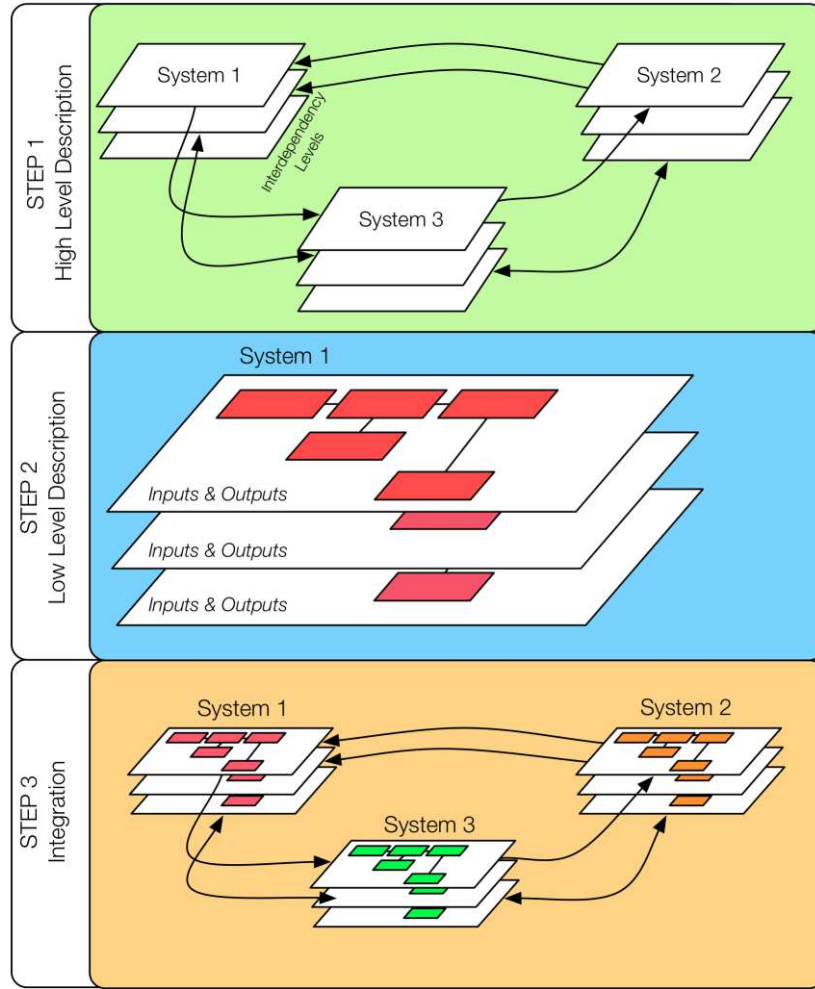 STEP 1
High Level Description
System 1
System 2
Interdependency
Levels
System 3
STEP 2
Low Level Description
System 1
Inputs & Outputs
Inputs & Outputs
Inputs & Outputs
STEP 3
Integration
System 1
System 2
System 3